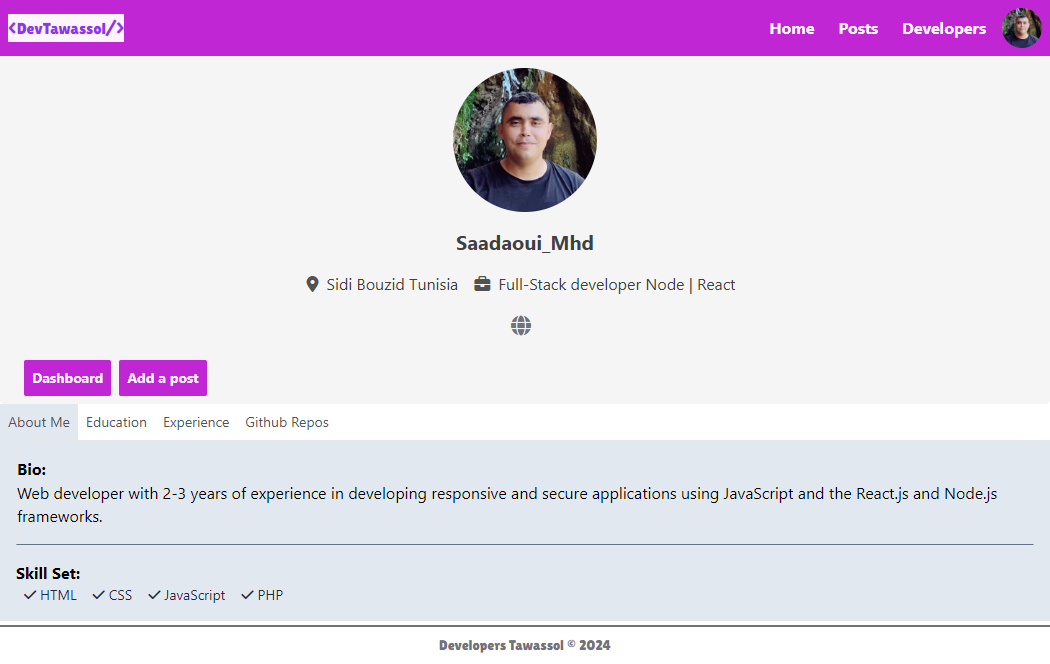 <DevTawassol/> Home Posts Developers
Saadaoui_Mhd
Sidi Bouzid Tunisia Full-Stack developer Node | React
Dashboard Add a post
About Me Education Experience Github Repos
Bio:
Web developer with 2-3 years of experience in developing responsive and secure applications using JavaScript and the React.js and Node.js
frameworks.
Skill Set:
HTML CSS JavaScript PHP
Developers Tawassol © 2024